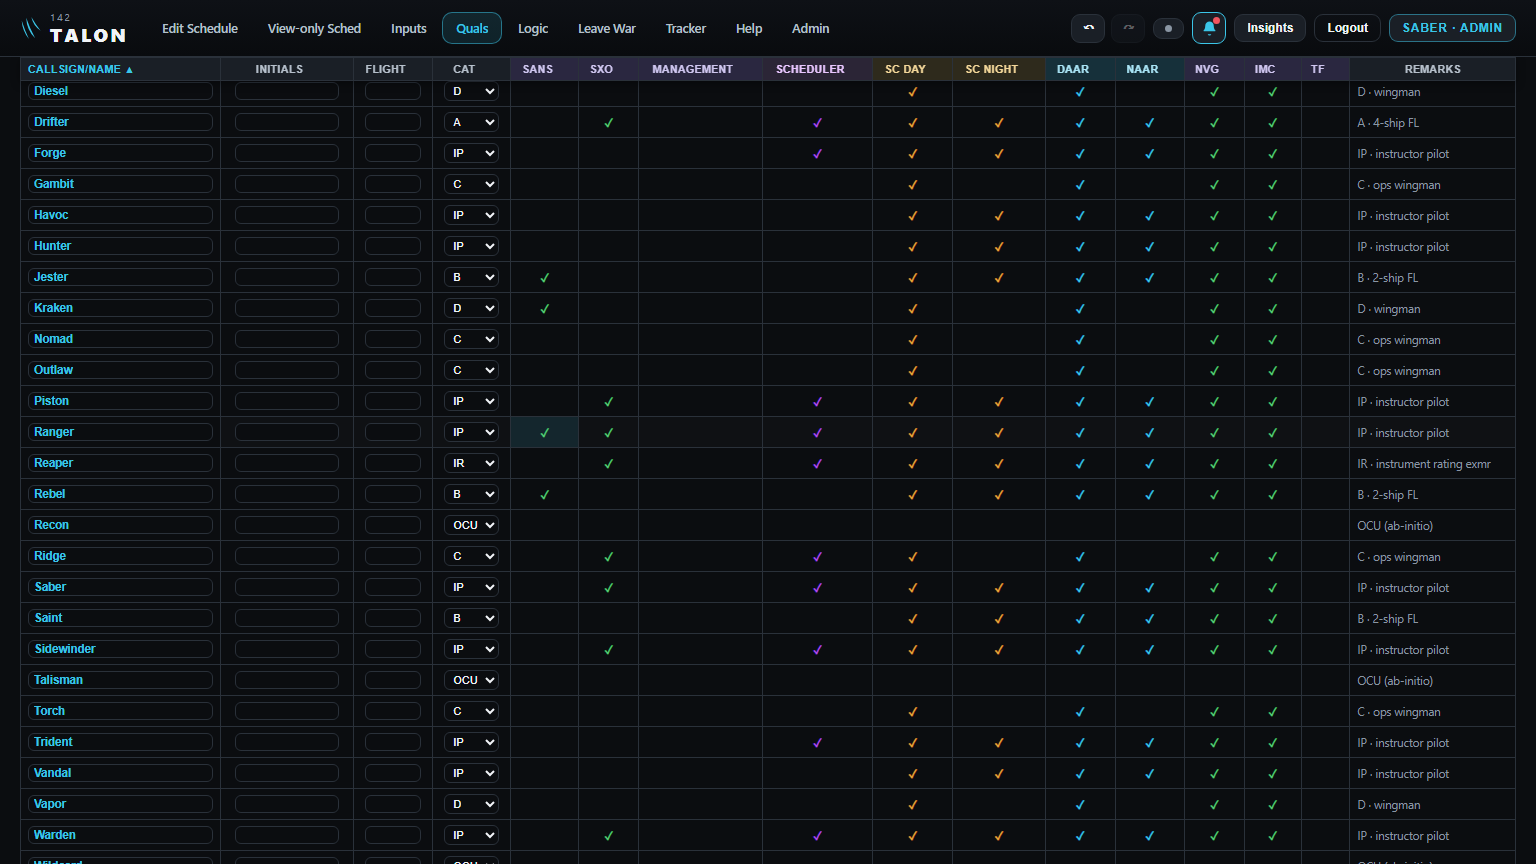 142
TALON
Edit Schedule View-only Sched Inputs Quals Logic Leave War Tracker Help Admin Insights Logout SABER · ADMIN
CALLSIGN/NAME ▲ INITIALS FLIGHT CAT SANS SXO MANAGEMENT SCHEDULER SC DAY SC NIGHT DAAR NAAR NVG IMC TF REMARKS
Diesel D ✓ ✓ ✓ ✓ D · wingman
Drifter A ✓ ✓ ✓ ✓ ✓ ✓ ✓ ✓ A · 4-ship FL
Forge IP ✓ ✓ ✓ ✓ ✓ ✓ ✓ IP · instructor pilot
Gambit C ✓ ✓ ✓ ✓ C · ops wingman
Havoc IP ✓ ✓ ✓ ✓ ✓ ✓ IP · instructor pilot
Hunter IP ✓ ✓ ✓ ✓ ✓ ✓ IP · instructor pilot
Jester B ✓ ✓ ✓ ✓ ✓ ✓ ✓ B · 2-ship FL
Kraken D ✓ ✓ ✓ ✓ ✓ D · wingman
Nomad C ✓ ✓ ✓ ✓ C · ops wingman
Outlaw C ✓ ✓ ✓ ✓ C · ops wingman
Piston IP ✓ ✓ ✓ ✓ ✓ ✓ ✓ ✓ IP · instructor pilot
Ranger IP ✓ ✓ ✓ ✓ ✓ ✓ ✓ ✓ ✓ IP · instructor pilot
Reaper IR ✓ ✓ ✓ ✓ ✓ ✓ ✓ ✓ IR · instrument rating exmr
Rebel B ✓ ✓ ✓ ✓ ✓ ✓ ✓ B · 2-ship FL
Recon OCU OCU (ab-initio)
Ridge C ✓ ✓ ✓ ✓ ✓ ✓ C · ops wingman
Saber IP ✓ ✓ ✓ ✓ ✓ ✓ ✓ ✓ IP · instructor pilot
Saint B ✓ ✓ ✓ ✓ ✓ ✓ B · 2-ship FL
Sidewinder IP ✓ ✓ ✓ ✓ ✓ ✓ ✓ ✓ IP · instructor pilot
Talisman OCU OCU (ab-initio)
Torch C ✓ ✓ ✓ ✓ C · ops wingman
Trident IP ✓ ✓ ✓ ✓ ✓ ✓ ✓ IP · instructor pilot
Vandal IP ✓ ✓ ✓ ✓ ✓ ✓ IP · instructor pilot
Vapor D ✓ ✓ ✓ ✓ D · wingman
Warden IP ✓ ✓ ✓ ✓ ✓ ✓ ✓ ✓ IP · instructor pilot